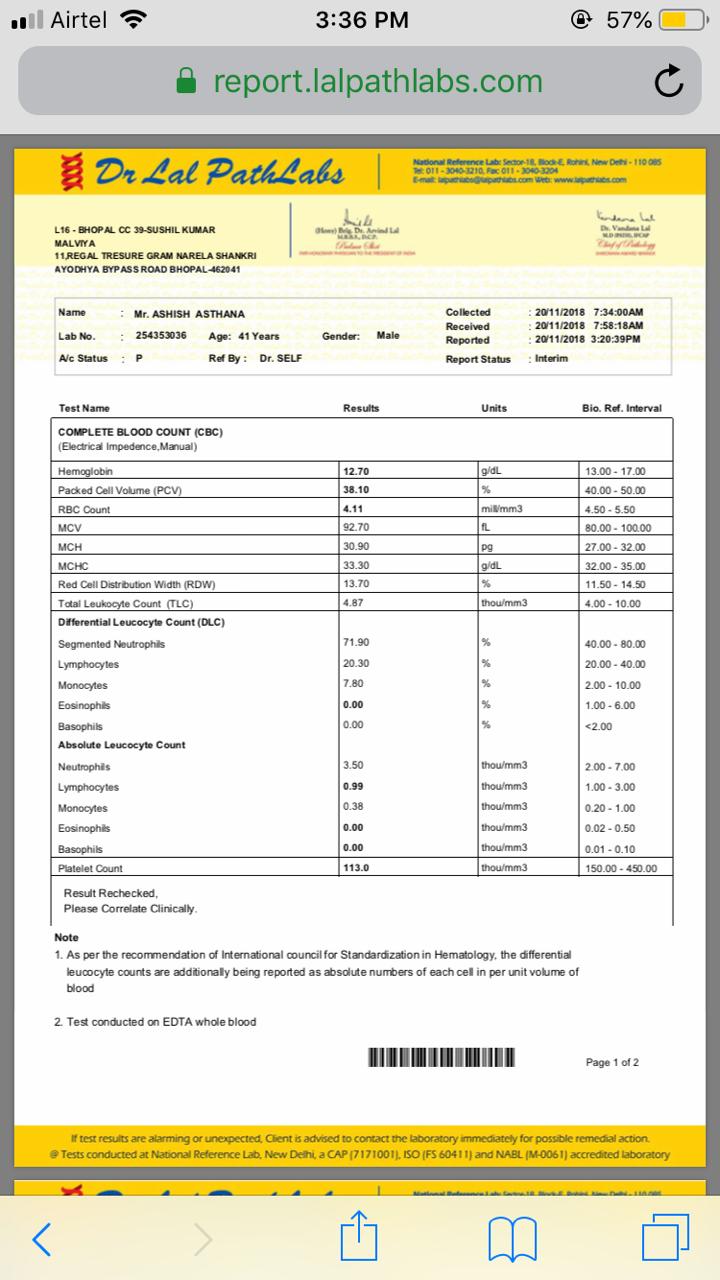 Airtel 3:36 PM 57%
report.lalpathlabs.com
Dr Lal PathLabs
National Reference Lab: Sector-18, Block-E, Rohini, New Delhi - 110 085
Tel: 011 - 3040-3210, Fax: 011 - 3040-3204
E-mail: lalpathlabs@lalpathlabs.com Web: www.lalpathlabs.com
L16 - BHOPAL CC 39-SUSHIL KUMAR
MALVIYA
11,REGAL TRESURE GRAM NARELA SHANKRI
AYODHYA BYPASS ROAD BHOPAL-462041
(Hony) Brig. Dr. Arvind Lal
M.B.B.S., D.C.P.
Padma Shri
Vandana Lal
Dr. Vandana Lal
Chief of Pathology
Name : Mr. ASHISH ASTHANA
Lab No. : 254353036 Age: 41 Years Gender: Male
A/c Status : P Ref By : Dr. SELF
Collected : 20/11/2018 7:34:00AM
Received : 20/11/2018 7:58:18AM
Reported : 20/11/2018 3:20:39PM
Report Status : Interim
Test Name Results Units Bio. Ref. Interval
COMPLETE BLOOD COUNT (CBC)
(Electrical Impedence,Manual)
Hemoglobin 12.70 g/dL 13.00 - 17.00
Packed Cell Volume (PCV) 38.10 % 40.00 - 50.00
RBC Count 4.11 mill/mm3 4.50 - 5.50
MCV 92.70 fL 80.00 - 100.00
MCH 30.90 pg 27.00 - 32.00
MCHC 33.30 g/dL 32.00 - 35.00
Red Cell Distribution Width (RDW) 13.70 % 11.50 - 14.50
Total Leukocyte Count (TLC) 4.87 thou/mm3 4.00 - 10.00
Differential Leucocyte Count (DLC)
Segmented Neutrophils 71.90 % 40.00 - 80.00
Lymphocytes 20.30 % 20.00 - 40.00
Monocytes 7.80 % 2.00 - 10.00
Eosinophils 0.00 % 1.00 - 6.00
Basophils 0.00 % <2.00
Absolute Leucocyte Count
Neutrophils 3.50 thou/mm3 2.00 - 7.00
Lymphocytes 0.99 thou/mm3 1.00 - 3.00
Monocytes 0.38 thou/mm3 0.20 - 1.00
Eosinophils 0.00 thou/mm3 0.02 - 0.50
Basophils 0.00 thou/mm3 0.01 - 0.10
Platelet Count 113.0 thou/mm3 150.00 - 450.00
Result Rechecked,
Please Correlate Clinically.
Note
1. As per the recommendation of International council for Standardization in Hematology, the differential
leucocyte counts are additionally being reported as absolute numbers of each cell in per unit volume of
blood
2. Test conducted on EDTA whole blood
Page 1 of 2
If test results are alarming or unexpected, Client is advised to contact the laboratory immediately for possible remedial action.
@ Tests conducted at National Reference Lab, New Delhi, a CAP (7171001), ISO (FS 60411) and NABL (M-0061) accredited laboratory